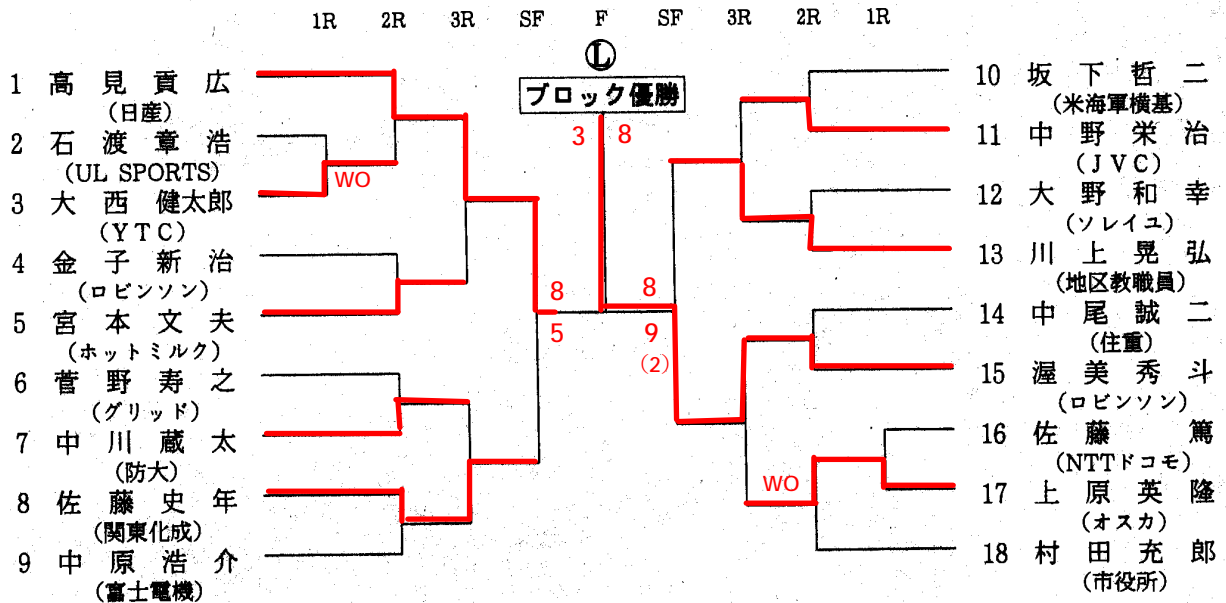 1R 2R 3R SF F SF 3R 2R 1R
Ⓛ
ブロック優勝
3 8
1 高見貢広
(日産)
2 石渡章浩
(UL SPORTS)
WO
3 大西健太郎
(YTC)
4 金子新治
(ロビンソン)
5 宮本文夫
(ホットミルク)
6 菅野寿之
(グリッド)
7 中川蔵太
(防大)
8 佐藤史年
(関東化成)
9 中原浩介
(富士電機)
8
5
8
9
(2)
10 坂下哲二
(米海軍横基)
11 中野栄治
(JVC)
12 大野和幸
(ソレイユ)
13 川上晃弘
(地区教職員)
14 中尾誠二
(住重)
15 渥美秀斗
(ロビンソン)
16 佐藤篤
(NTTドコモ)
WO
17 上原英隆
(オスカ)
18 村田充郎
(市役所)